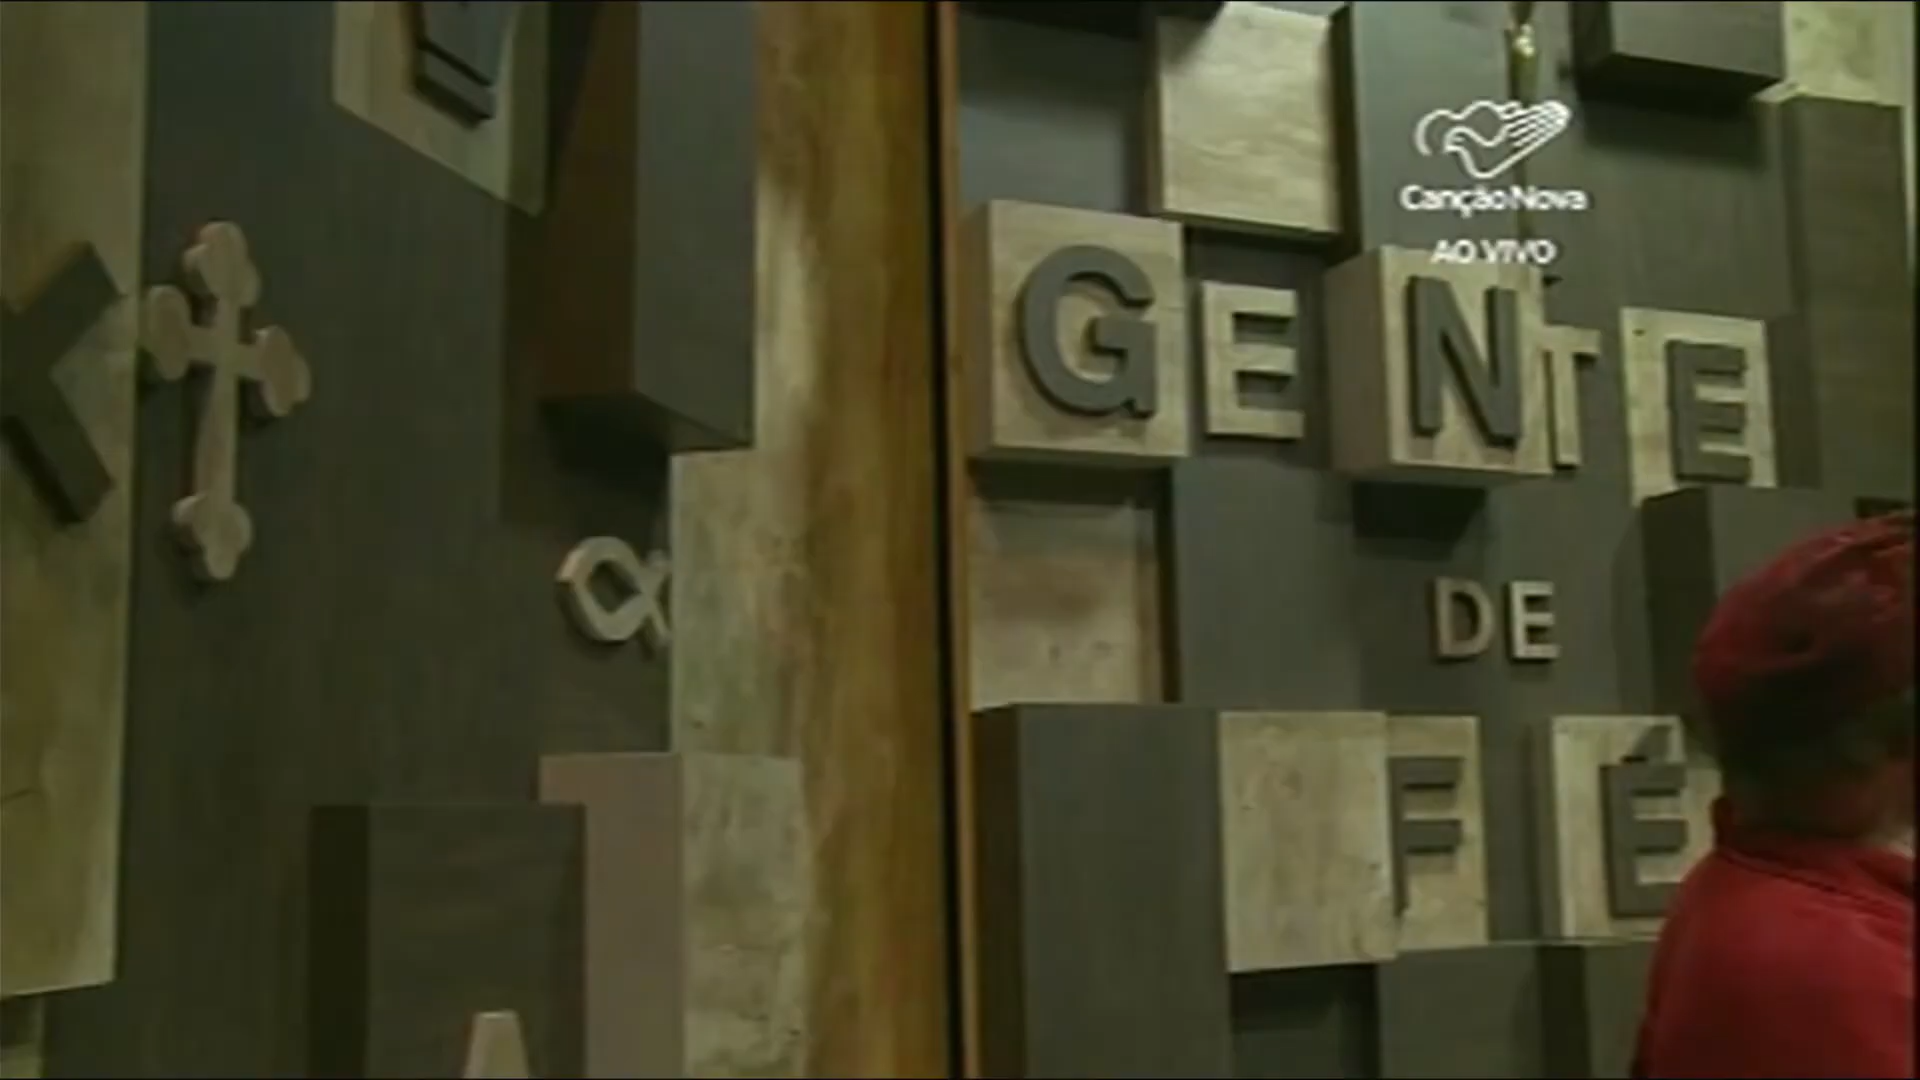 Canção Nova
AO VIVO
GENTE
DE
FÉ
K
α
A